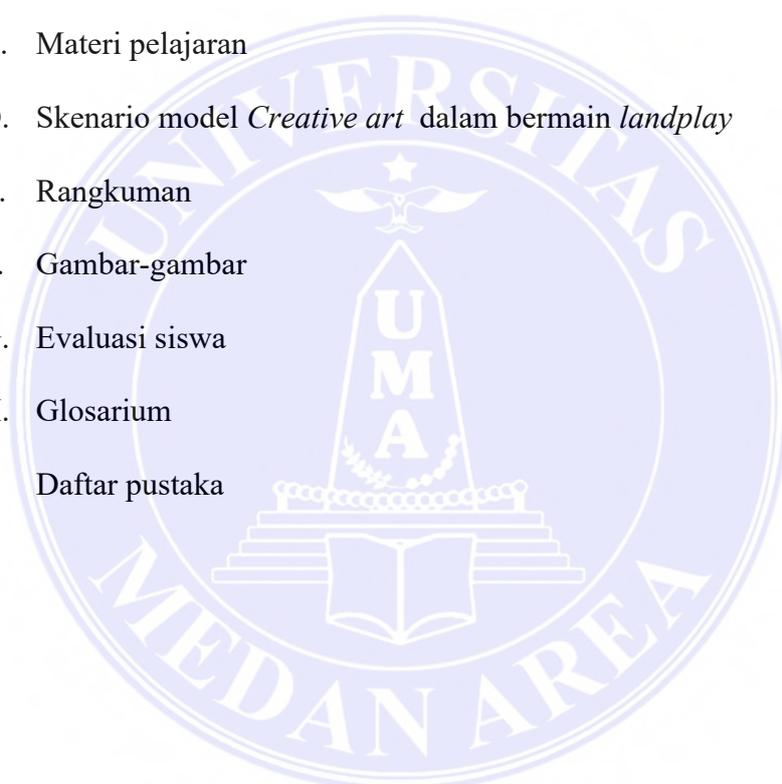 . Materi pelajaran
. Skenario model Creative art dalam bermain landplay
. Rangkuman
. Gambar-gambar
. Evaluasi siswa
. Glosarium
Daftar pustaka
UNIVERSITAS
UMA
MEDAN AREA